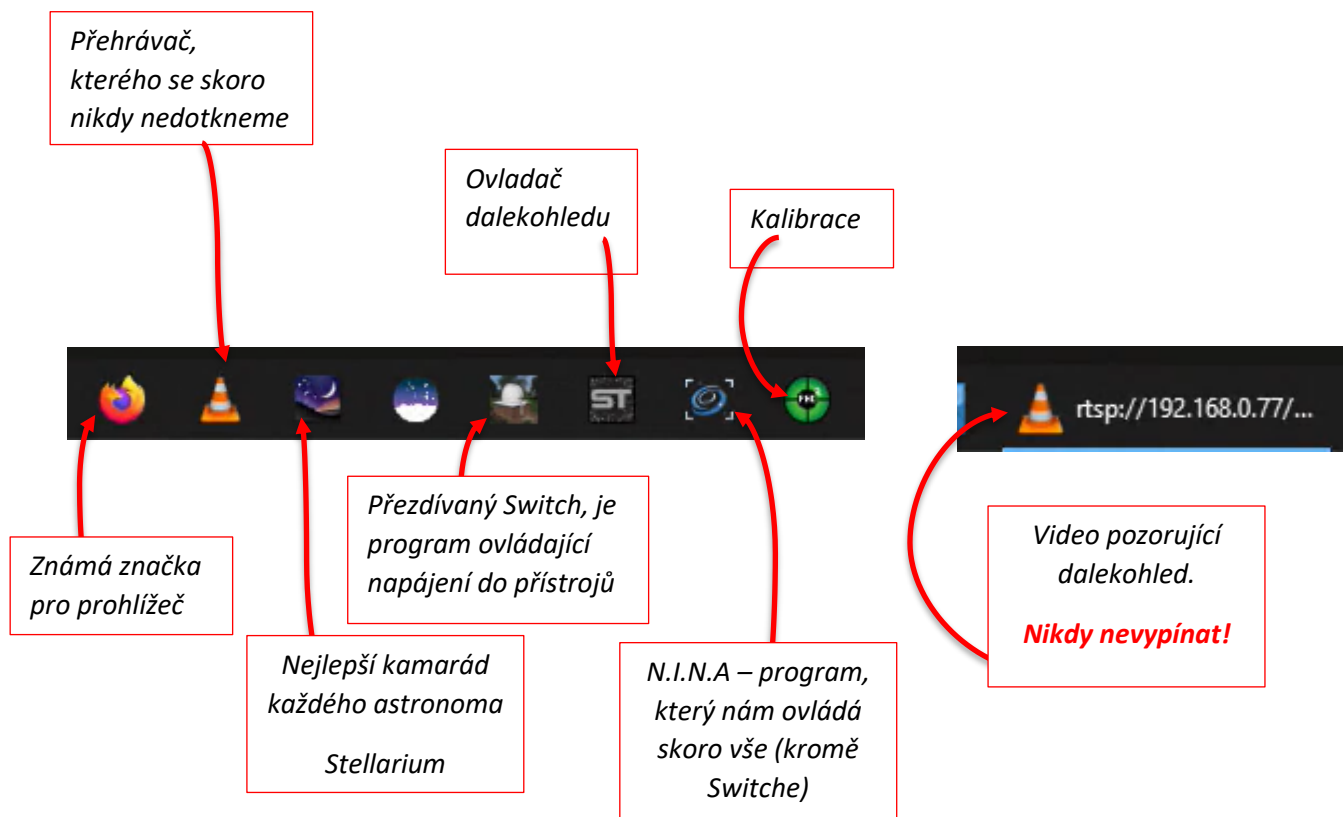 Přehrávač,
kterého se skoro
nikdy nedotkneme
Ovladač
dalekohledu
Kalibrace
ST
rtsp://192.168.0.77/...
Známá značka
pro prohlížeč
Nejlepší kamarád
každého astronoma
Stellarium
Přezdívaný Switch, je
program ovládající
napájení do přístrojů
N.I.N.A – program,
který nám ovládá
skoro vše (kromě
Switche)
Video pozorující
dalekohled.
Nikdy nevypínat!